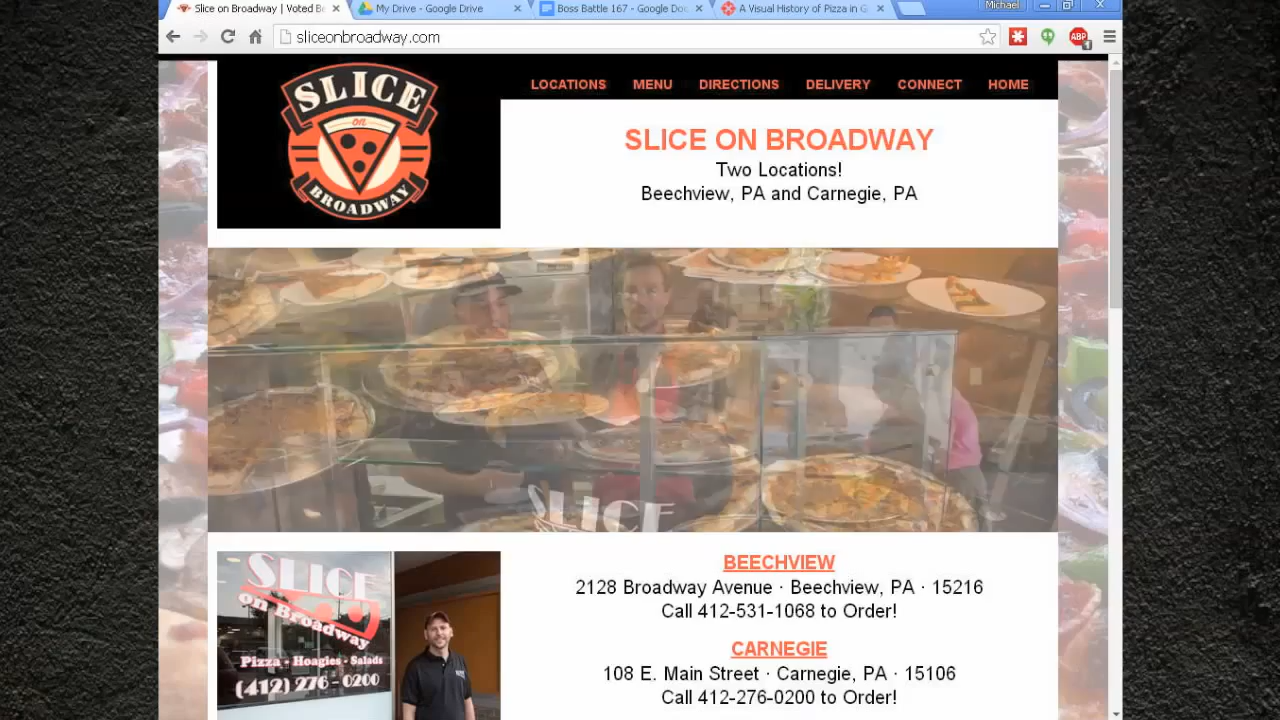 Slice on Broadway | Voted Be
My Drive - Google Drive
Boss Battle 167 - Google Do
A Visual History of Pizza in G
Michael
sliceonbroadway.com
ABP
1
SLICE
on
BROADWAY
LOCATIONS MENU DIRECTIONS DELIVERY CONNECT HOME
SLICE ON BROADWAY
Two Locations!
Beechview, PA and Carnegie, PA
SLICE
SLICE
on Broadway
Pizza - Hoagies - Salads
(412) 276 - 0200
BEECHVIEW
2128 Broadway Avenue · Beechview, PA · 15216
Call 412-531-1068 to Order!
CARNEGIE
108 E. Main Street · Carnegie, PA · 15106
Call 412-276-0200 to Order!